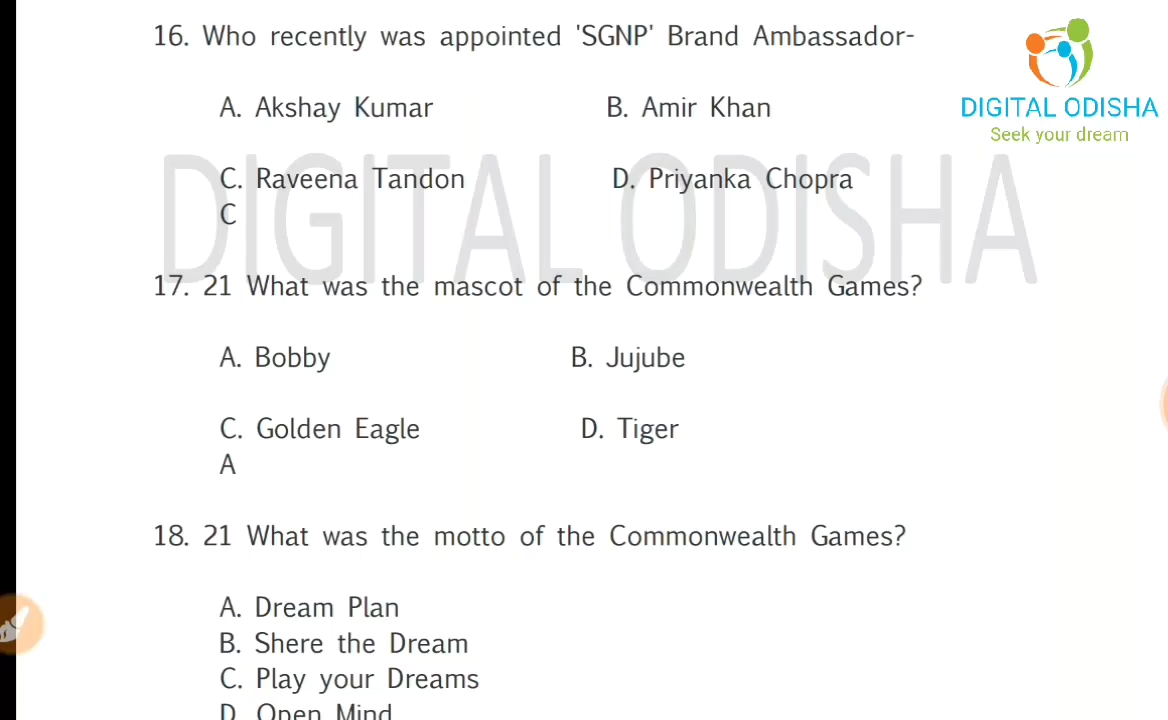 16. Who recently was appointed 'SGNP' Brand Ambassador-
DIGITAL ODISHA
Seek your dream
A. Akshay Kumar B. Amir Khan
C. Raveena Tandon D. Priyanka Chopra
C
DIGITAL ODISHA
17. 21 What was the mascot of the Commonwealth Games?
A. Bobby B. Jujube
C. Golden Eagle D. Tiger
A
18. 21 What was the motto of the Commonwealth Games?
A. Dream Plan
B. Shere the Dream
C. Play your Dreams
D. Open Mind